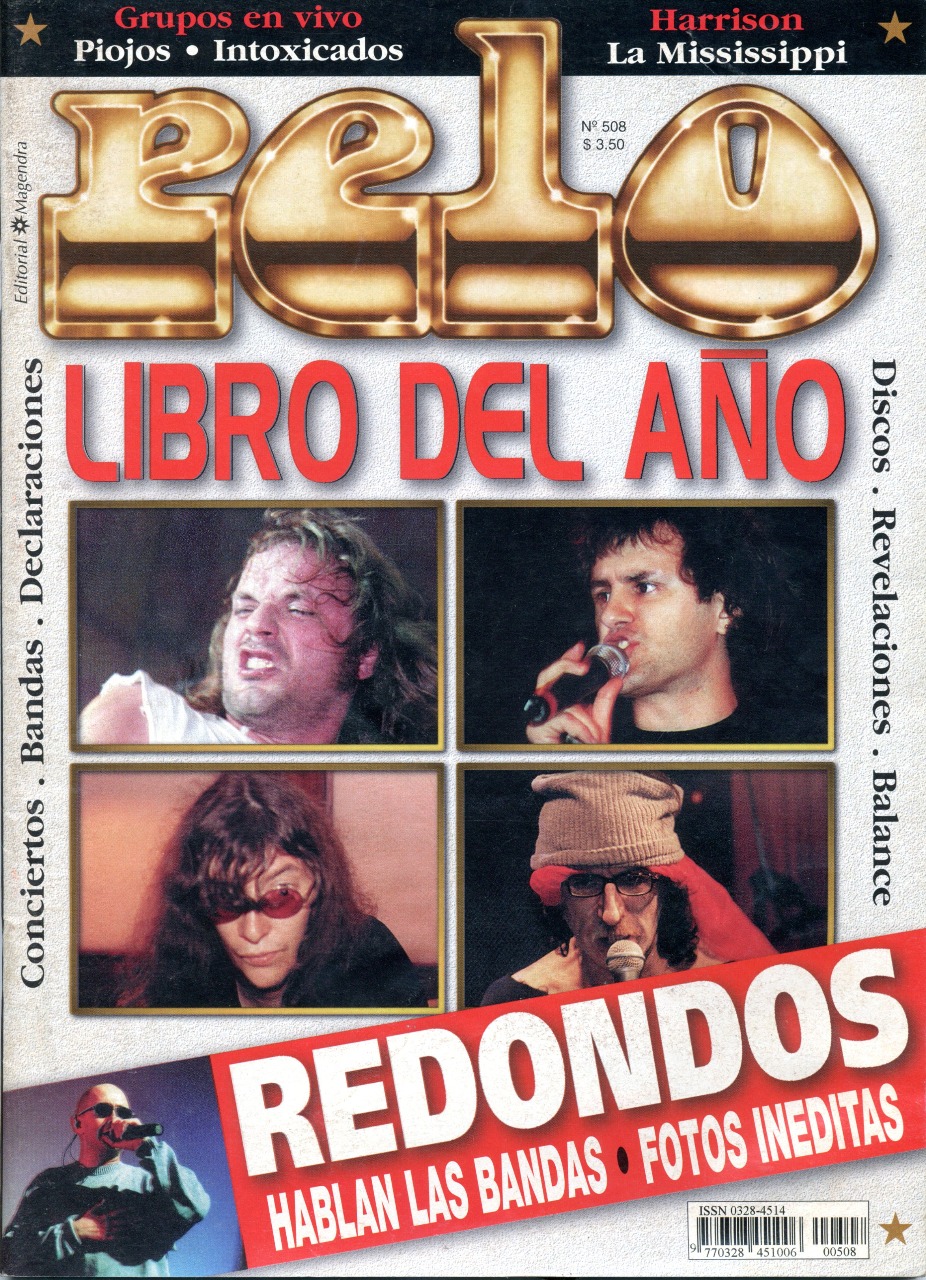 Grupos en vivo
Piojos • Intoxicados
Harrison
La Mississippi
pelo
Nº 508
$ 3.50
Editorial Magendra
LIBRO DEL AÑO
Conciertos . Bandas . Declaraciones
Discos . Revelaciones . Balance
REDONDOS
HABLAN LAS BANDAS • FOTOS INEDITAS
ISSN 0328-4514
9 770328 451006 00508